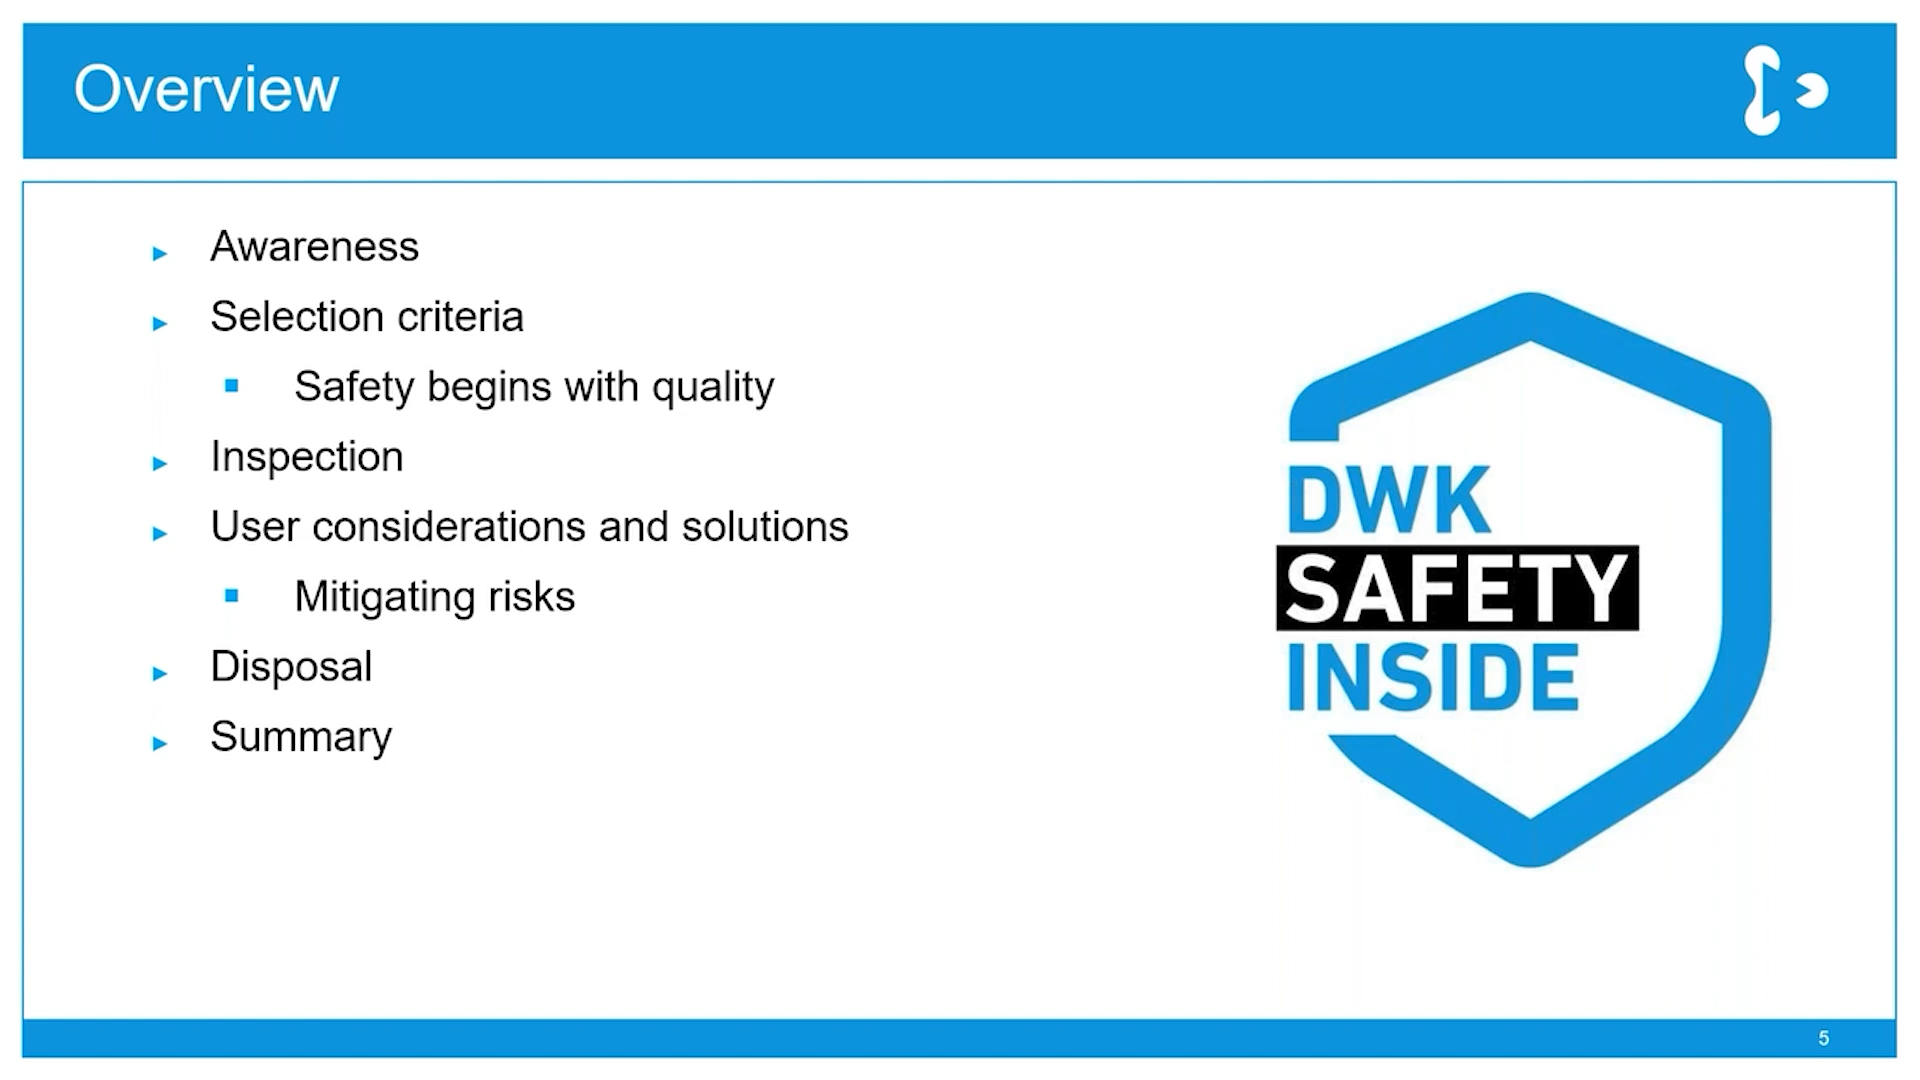 Overview
Awareness
Selection criteria
Safety begins with quality
Inspection
User considerations and solutions
Mitigating risks
Disposal
Summary
DWK
SAFETY
INSIDE
5